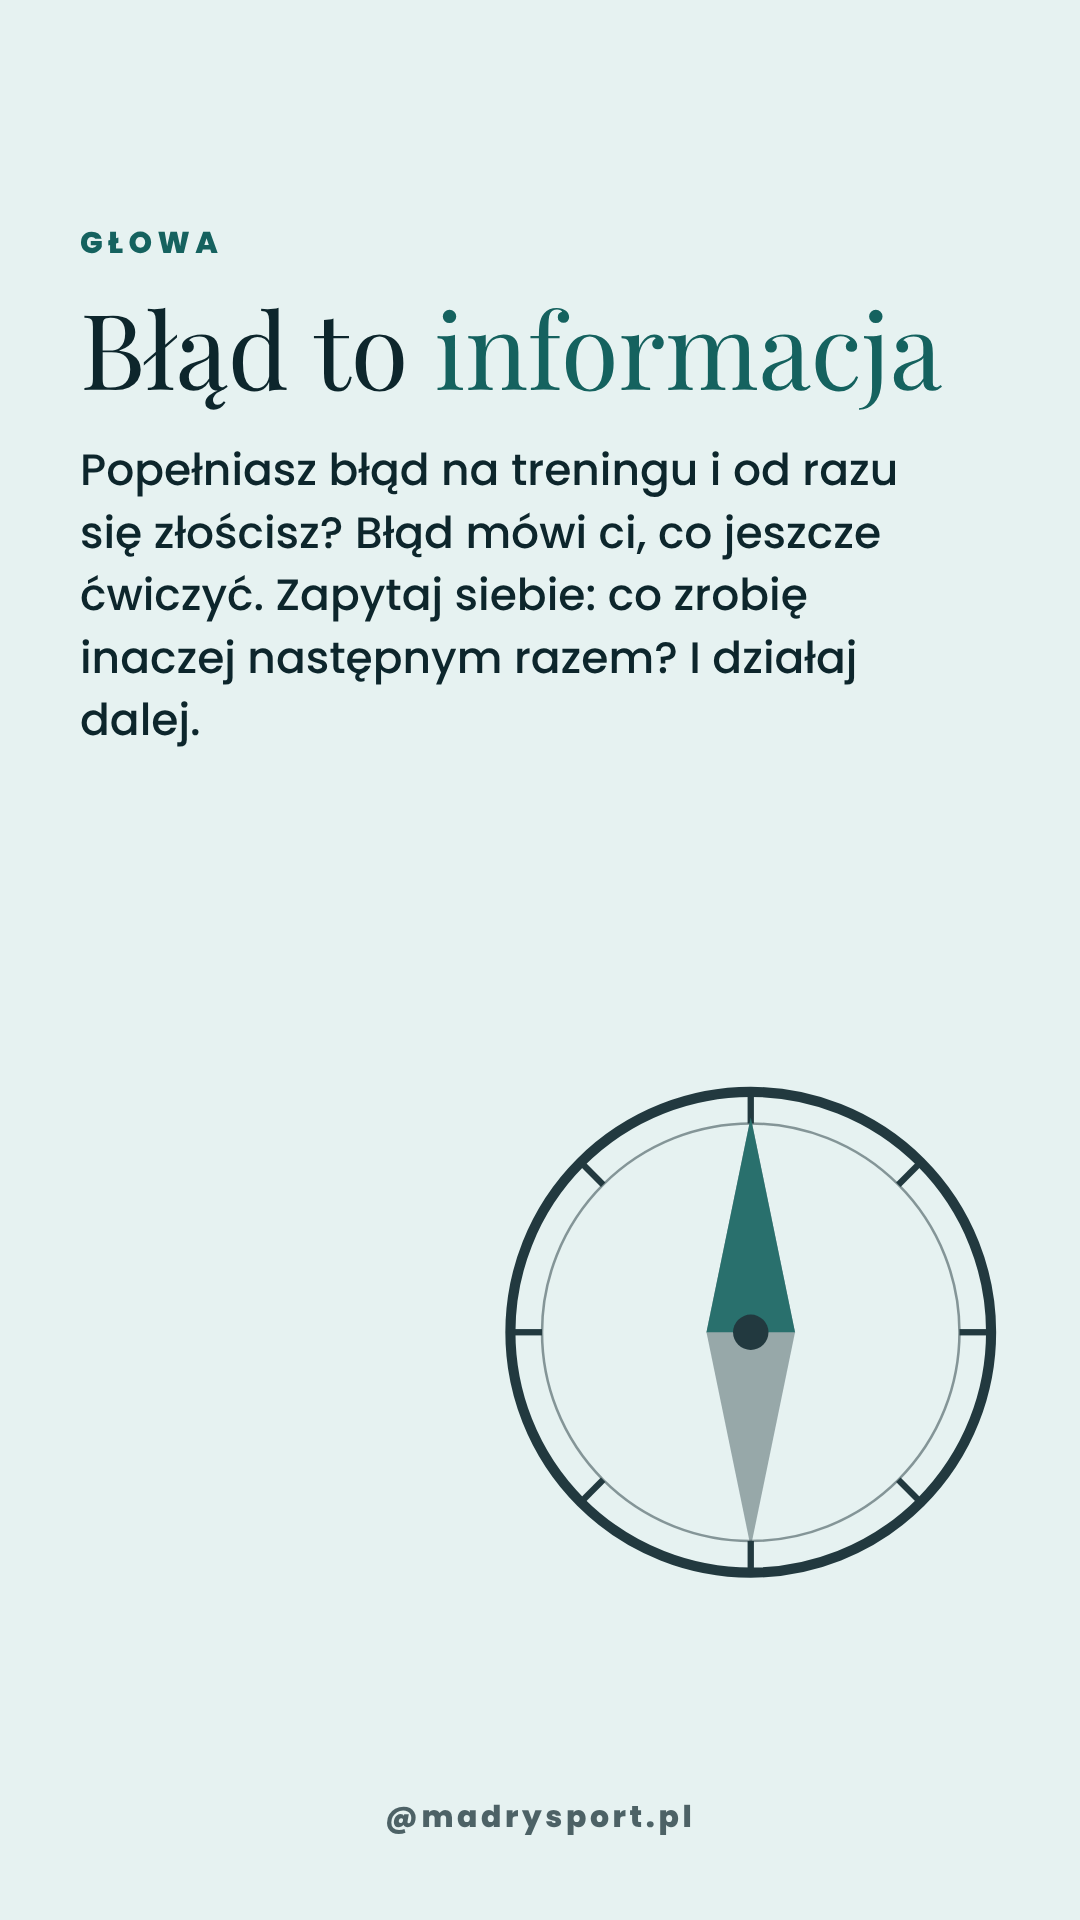 GŁOWA
Błąd to informacja
Popełniasz błąd na treningu i od razu
się złościsz? Błąd mówi ci, co jeszcze
ćwiczyć. Zapytaj siebie: co zrobię
inaczej następnym razem? I działaj
dalej.
@madrysport.pl